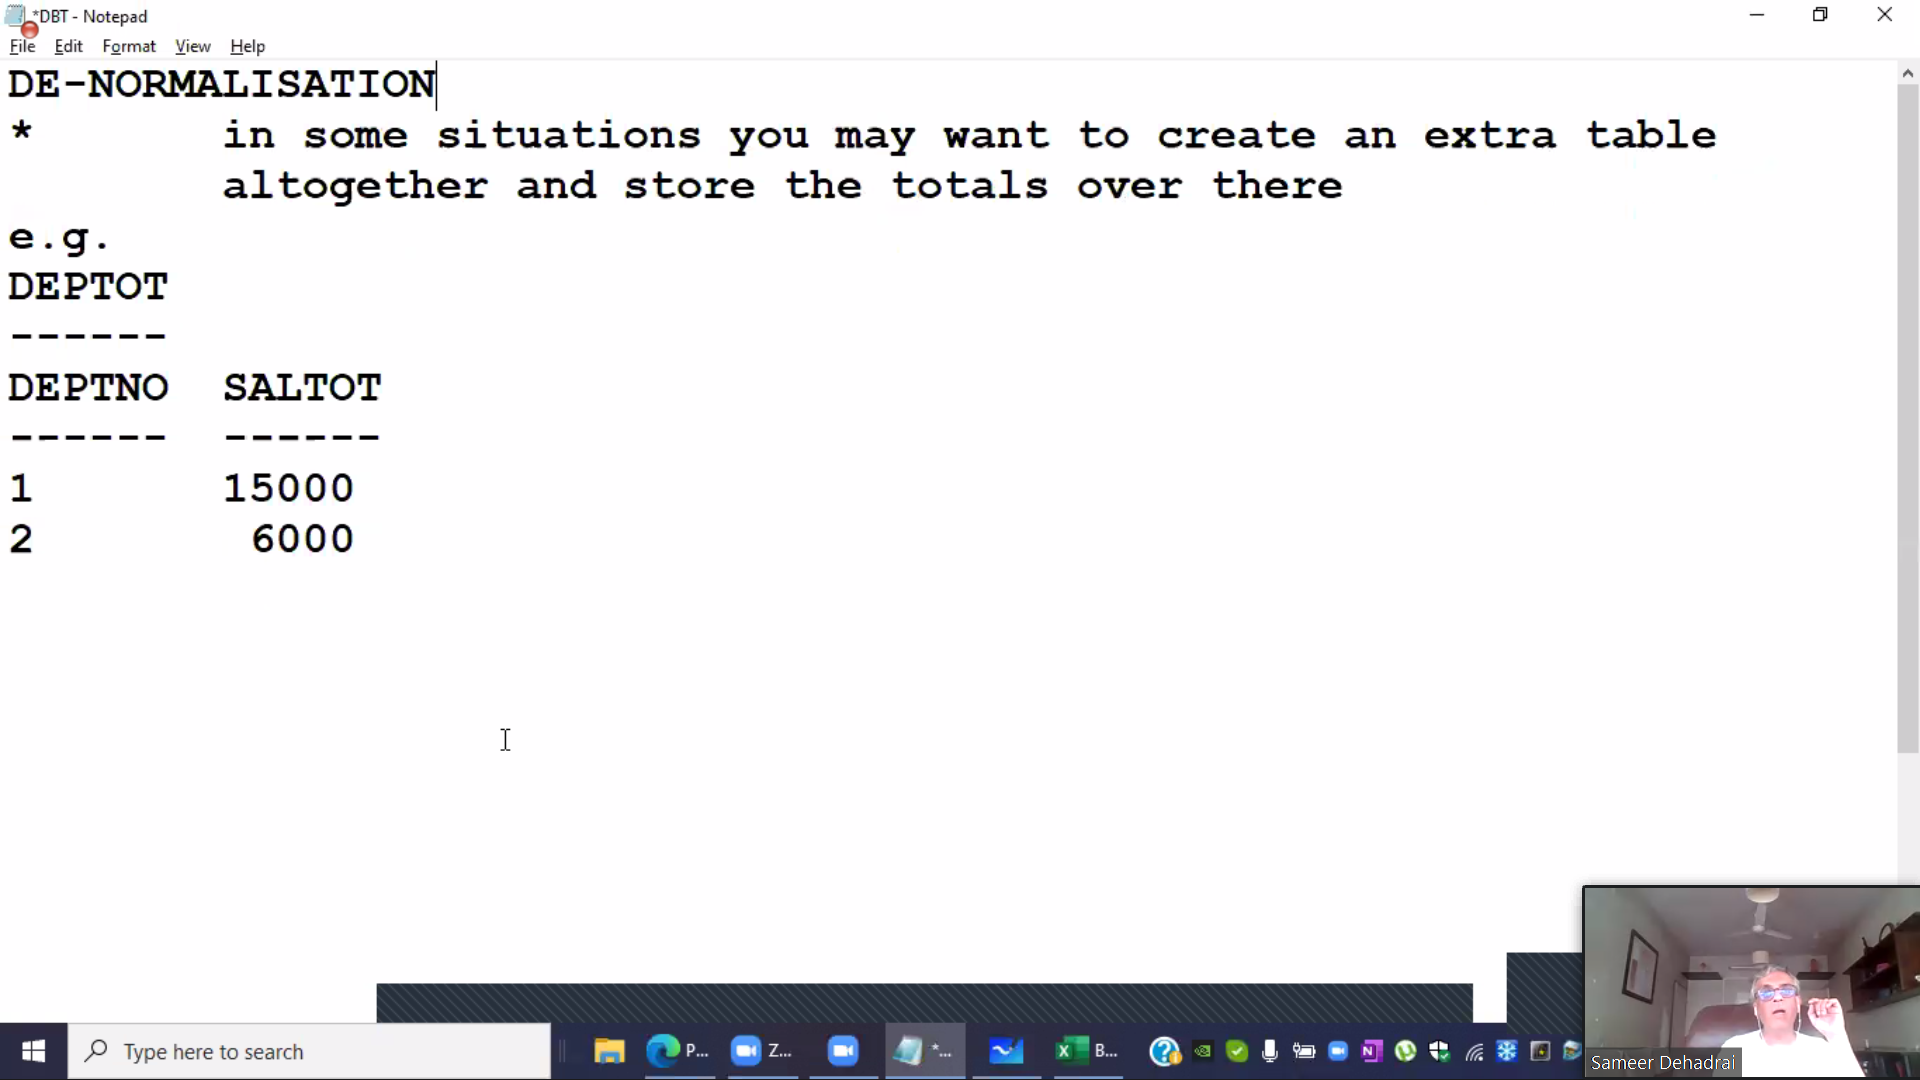 *DBT - Notepad
File Edit Format View Help
DE-NORMALISATION
* in some situations you may want to create an extra table
altogether and store the totals over there
e.g.
DEPTOT
------
DEPTNO SALTOT
------ ------
1 15000
2 6000
Sameer Dehadrai
Type here to search P... Z... *... B...